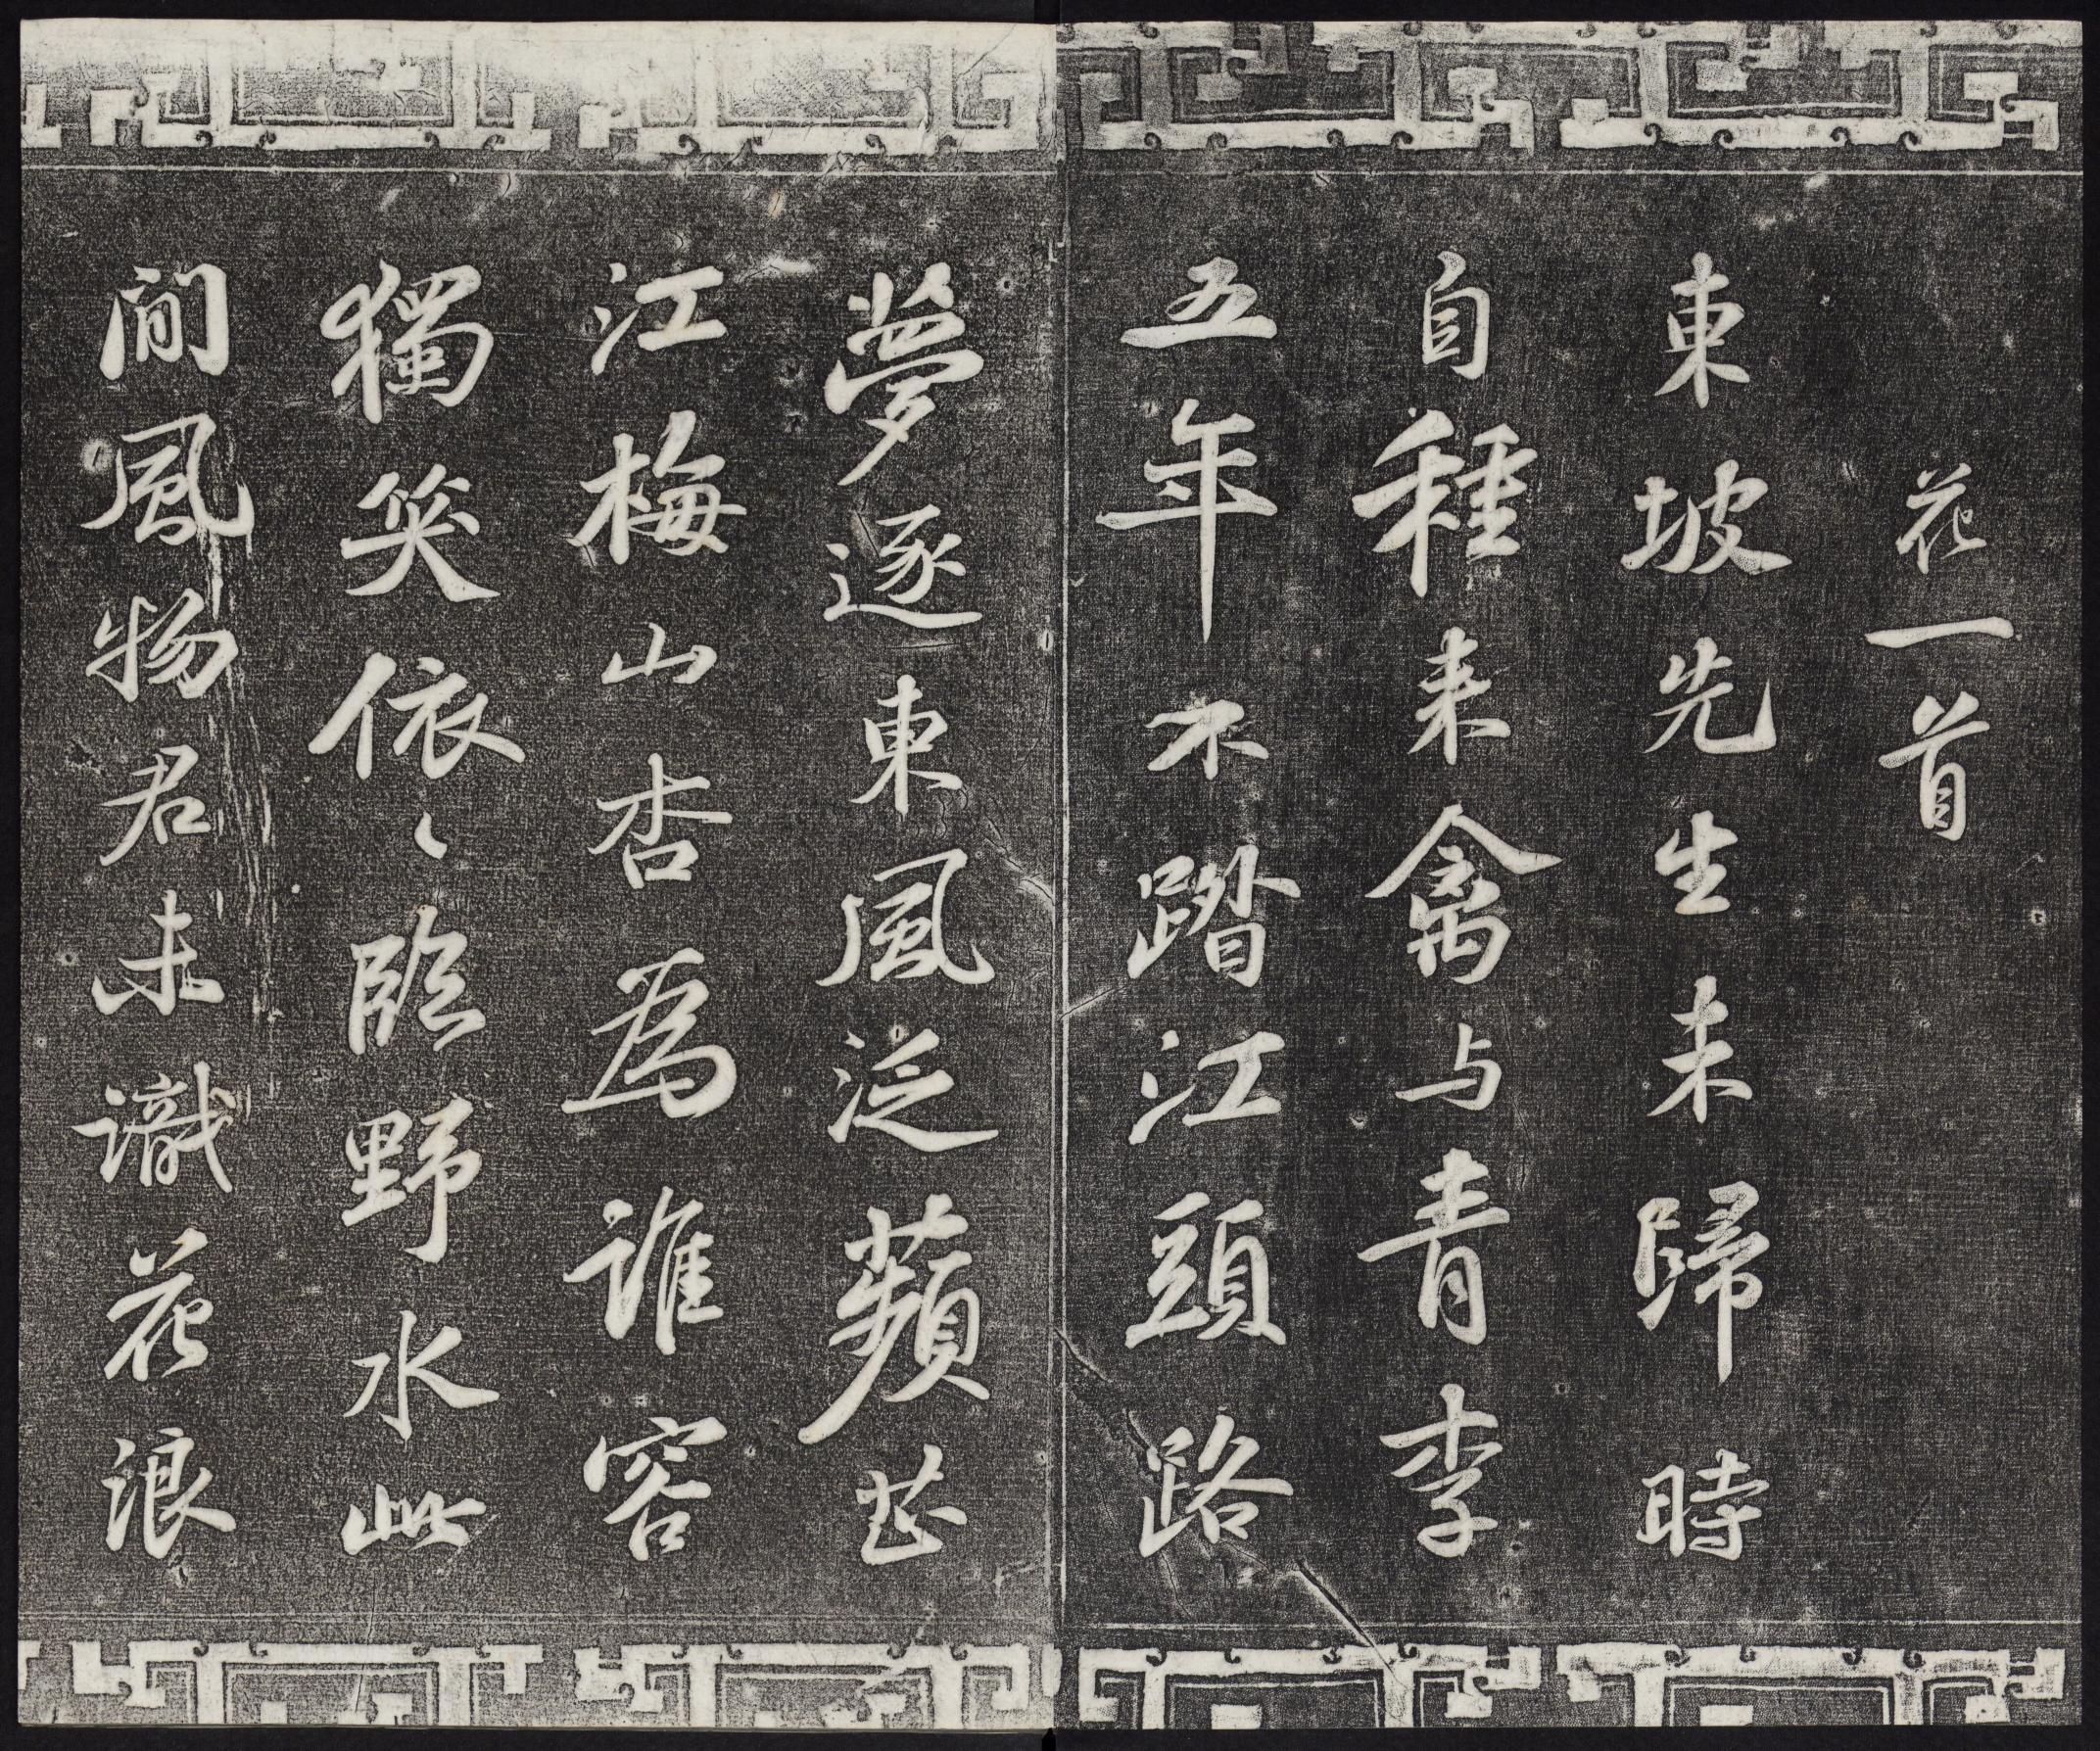 花一首
東坡先生未歸時
自種来禽与青李
五年不踏江頭路
夢逐東風泛蘋芷
江梅山杏為誰容
獨笑依〻臨野水此
間風物君未識花浪